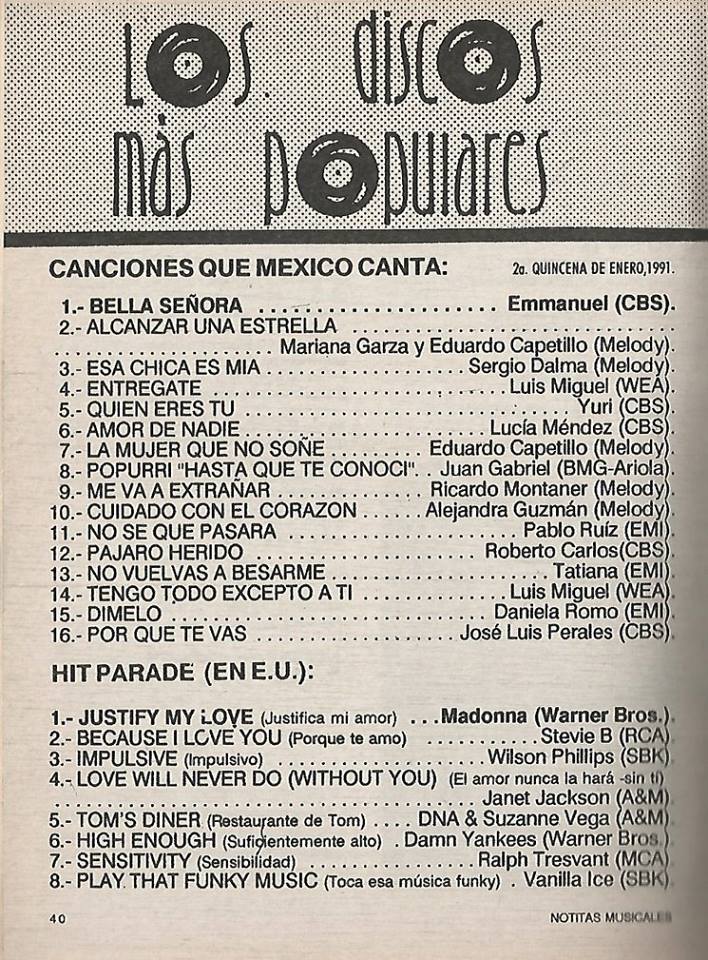 Los discos
más populares
CANCIONES QUE MEXICO CANTA: 2a. QUINCENA DE ENERO,1991.
1.- BELLA SEÑORA .................... Emmanuel (CBS).
2.- ALCANZAR UNA ESTRELLA ............................
.................... Mariana Garza y Eduardo Capetillo (Melody).
3.- ESA CHICA ES MIA .................. Sergio Dalma (Melody).
4.- ENTREGATE ........................... Luis Miguel (WEA).
5.- QUIEN ERES TU ............................. Yuri (CBS).
6.- AMOR DE NADIE ...................... Lucía Méndez (CBS).
7.- LA MUJER QUE NO SOÑE ......... Eduardo Capetillo (Melody).
8.- POPURRI "HASTA QUE TE CONOCI". . Juan Gabriel (BMG-Ariola).
9.- ME VA A EXTRAÑAR ............. Ricardo Montaner (Melody).
10.- CUIDADO CON EL CORAZON ...... Alejandra Guzmán (Melody).
11.- NO SE QUE PASARA .................... Pablo Ruíz (EMI).
12.- PAJARO HERIDO .................... Roberto Carlos(CBS).
13.- NO VUELVAS A BESARME .................. Tatiana (EMI).
14.- TENGO TODO EXCEPTO A TI ............ Luis Miguel (WEA).
15.- DIMELO .......................... Daniela Romo (EMI).
16.- POR QUE TE VAS ................. José Luis Perales (CBS).
HIT PARADE (EN E.U.):
1.- JUSTIFY MY LOVE (Justifica mi amor) ... Madonna (Warner Bros.).
2.- BECAUSE I LOVE YOU (Porque te amo) ........... Stevie B (RCA).
3.- IMPULSIVE (Impulsivo) .................. Wilson Phillips (SBK).
4.- LOVE WILL NEVER DO (WITHOUT YOU) (El amor nunca la hará -sin ti)
................................... Janet Jackson (A&M).
5.- TOM'S DINER (Restaurante de Tom) .... DNA & Suzanne Vega (A&M).
6.- HIGH ENOUGH (Suficientemente alto) . Damn Yankees (Warner Bros.).
7.- SENSITIVITY (Sensibilidad) ............... Ralph Tresvant (MCA).
8.- PLAY THAT FUNKY MUSIC (Toca esa música funky) . Vanilla Ice (SBK).
40 NOTITAS MUSICALES